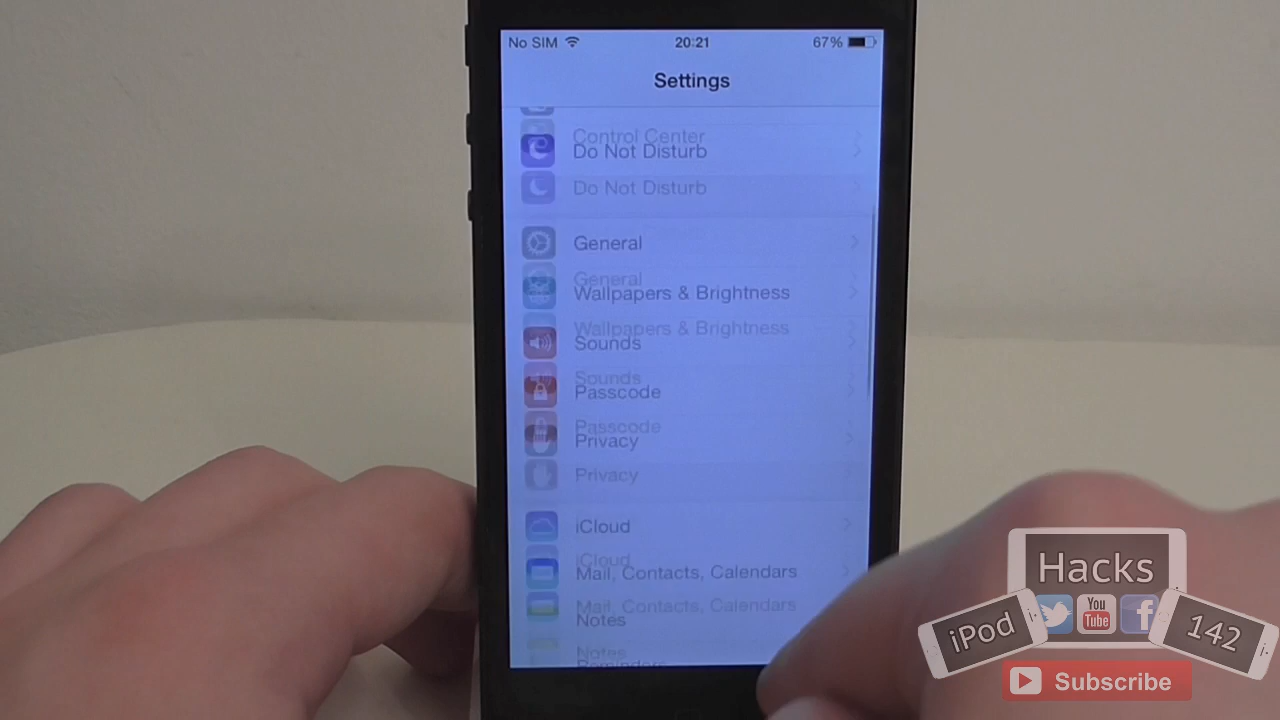 No SIM 20:21 67%
Settings
Control Center
Do Not Disturb
Do Not Disturb
General
General
Wallpapers & Brightness
Wallpapers & Brightness
Sounds
Sounds
Passcode
Passcode
Privacy
Privacy
iCloud
iCloud
Mail, Contacts, Calendars
Mail, Contacts, Calendars
Notes
Notes
Reminders
Hacks
iPod
You
Tube
142
Subscribe